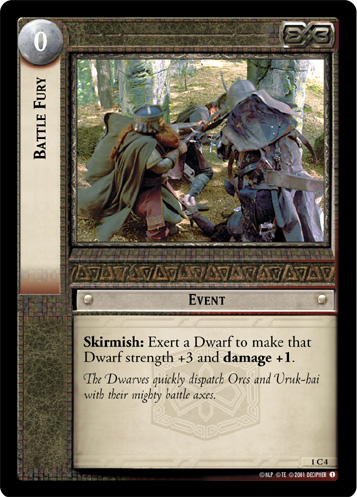 0
BATTLE FURY
EVENT
Skirmish: Exert a Dwarf to make that
Dwarf strength +3 and damage +1.
The Dwarves quickly dispatch Orcs and Uruk-hai
with their mighty battle axes.
1 C 4
©NLP ™TE ©2001 DECIPHER